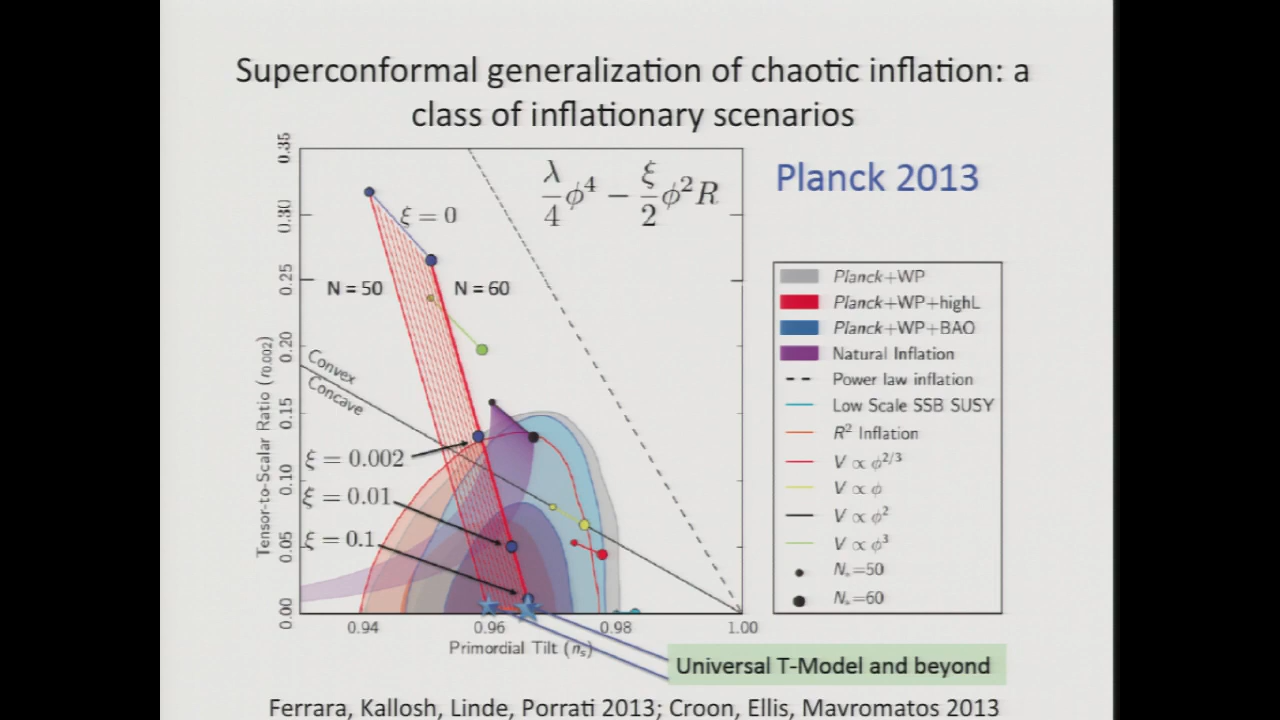 Superconformal generalization of chaotic inflation: a
class of inflationary scenarios
Planck 2013
λ/4 ϕ⁴ − ξ/2 ϕ²R
Tensor-to-Scalar Ratio (r₀.₀₀₂)
0.35
0.30
0.25
0.20
0.15
0.10
0.05
0.00
ξ = 0
N = 50
N = 60
Convex
Concave
ξ = 0.002
ξ = 0.01
ξ = 0.1
0.94
0.96
0.98
1.00
Primordial Tilt (nₛ)
Planck+WP
Planck+WP+highL
Planck+WP+BAO
Natural Inflation
Power law inflation
Low Scale SSB SUSY
R² Inflation
V ∝ ϕ²ᐟ³
V ∝ ϕ
V ∝ ϕ²
V ∝ ϕ³
N⁎=50
N⁎=60
Universal T-Model and beyond
Ferrara, Kallosh, Linde, Porrati 2013; Croon, Ellis, Mavromatos 2013